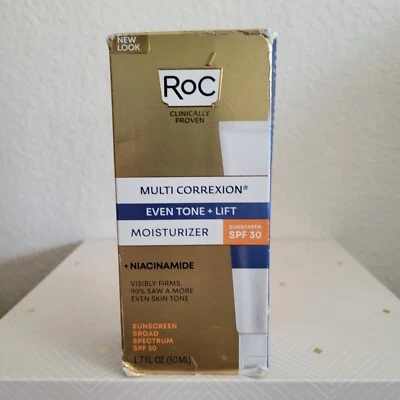 NEW
LOOK
RoC
CLINICALLY
PROVEN
MULTI CORREXION®
EVEN TONE + LIFT
MOISTURIZER
SUNSCREEN
SPF 30
+ NIACINAMIDE
VISIBLY FIRMS.
90% SAW A MORE
EVEN SKIN TONE
SUNSCREEN
BROAD
SPECTRUM
SPF 30
1.7 FL OZ (50 ML)